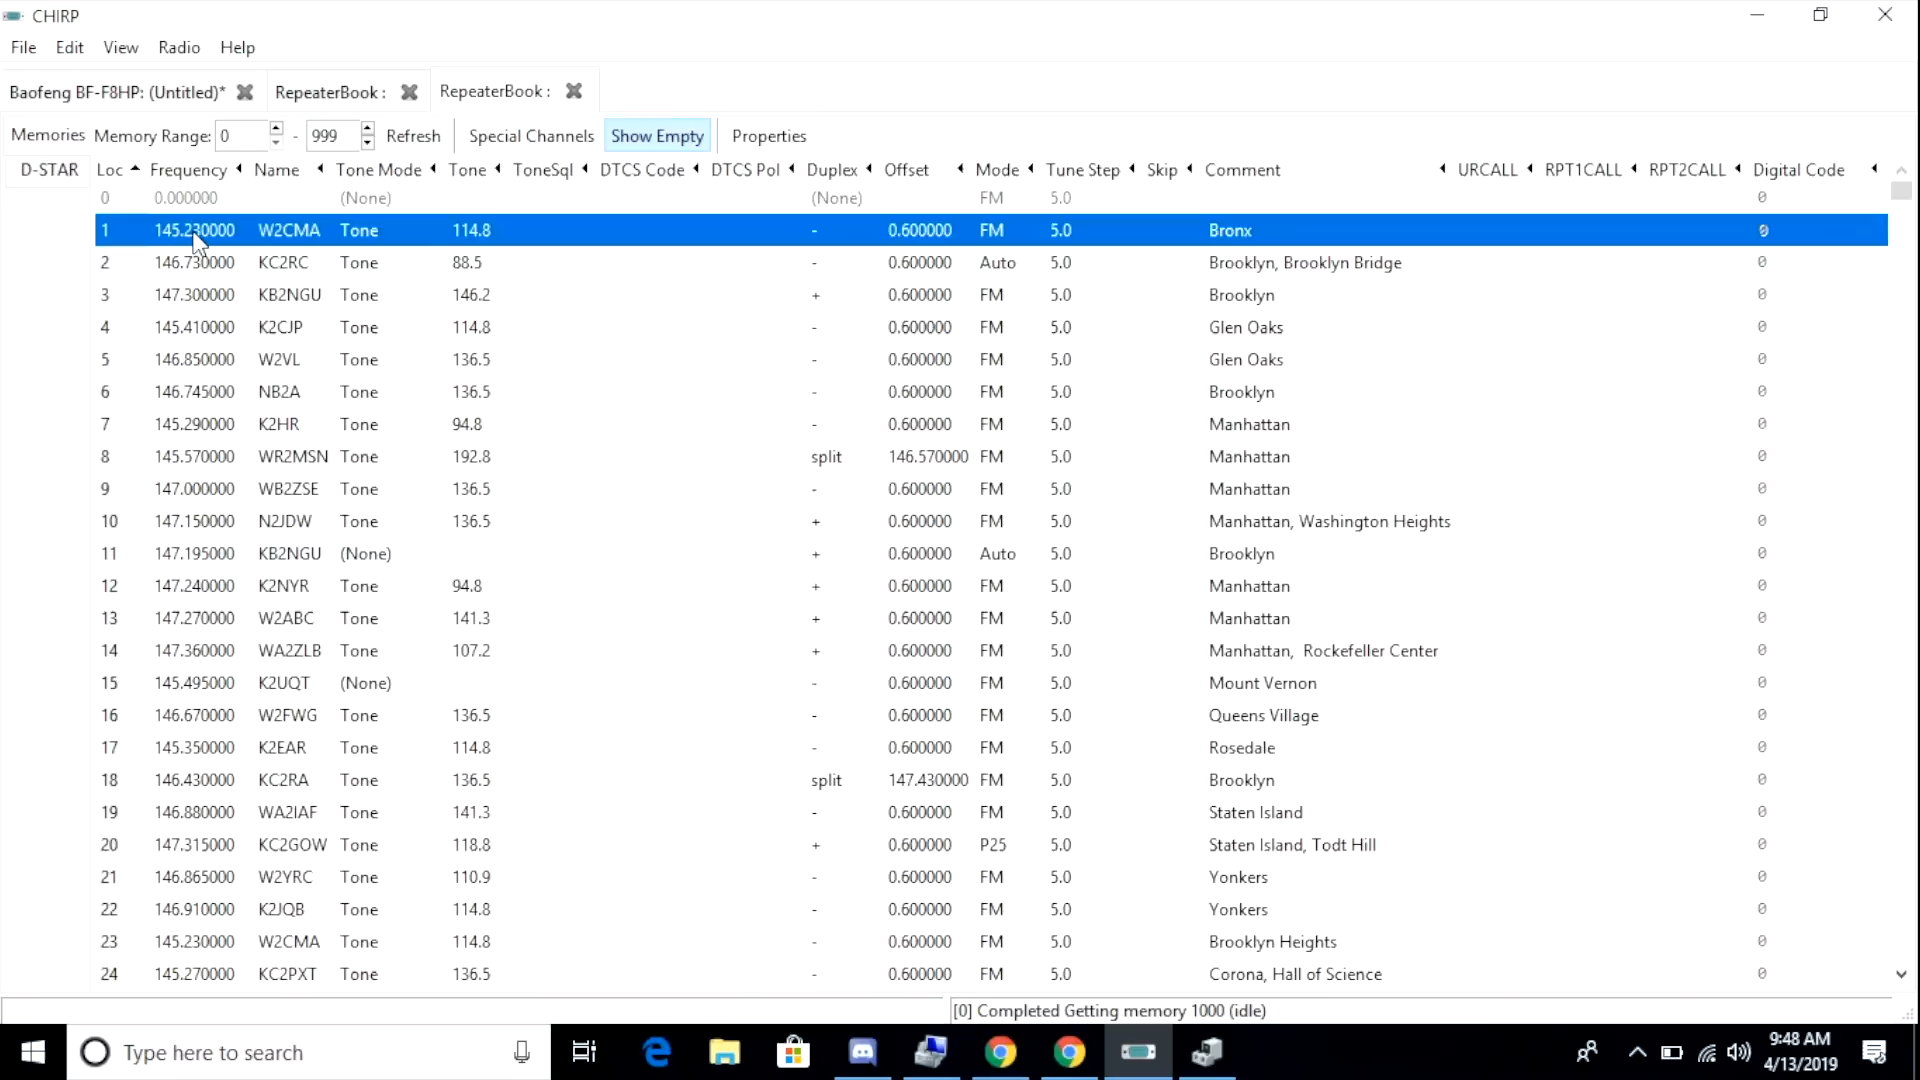 CHIRP
File Edit View Radio Help
Baofeng BF-F8HP: (Untitled)* RepeaterBook : RepeaterBook :
Memories Memory Range: 0 - 999 Refresh Special Channels Show Empty Properties
D-STAR Loc Frequency Name Tone Mode Tone ToneSql DTCS Code DTCS Pol Duplex Offset Mode Tune Step Skip Comment URCALL RPT1CALL RPT2CALL Digital Code
0 0.000000 (None) (None) FM 5.0 0
1 145.230000 W2CMA Tone 114.8 - 0.600000 FM 5.0 Bronx 0
2 146.730000 KC2RC Tone 88.5 - 0.600000 Auto 5.0 Brooklyn, Brooklyn Bridge 0
3 147.300000 KB2NGU Tone 146.2 + 0.600000 FM 5.0 Brooklyn 0
4 145.410000 K2CJP Tone 114.8 - 0.600000 FM 5.0 Glen Oaks 0
5 146.850000 W2VL Tone 136.5 - 0.600000 FM 5.0 Glen Oaks 0
6 146.745000 NB2A Tone 136.5 - 0.600000 FM 5.0 Brooklyn 0
7 145.290000 K2HR Tone 94.8 - 0.600000 FM 5.0 Manhattan 0
8 145.570000 WR2MSN Tone 192.8 split 146.570000 FM 5.0 Manhattan 0
9 147.000000 WB2ZSE Tone 136.5 - 0.600000 FM 5.0 Manhattan 0
10 147.150000 N2JDW Tone 136.5 + 0.600000 FM 5.0 Manhattan, Washington Heights 0
11 147.195000 KB2NGU (None) + 0.600000 Auto 5.0 Brooklyn 0
12 147.240000 K2NYR Tone 94.8 + 0.600000 FM 5.0 Manhattan 0
13 147.270000 W2ABC Tone 141.3 + 0.600000 FM 5.0 Manhattan 0
14 147.360000 WA2ZLB Tone 107.2 + 0.600000 FM 5.0 Manhattan, Rockefeller Center 0
15 145.495000 K2UQT (None) - 0.600000 FM 5.0 Mount Vernon 0
16 146.670000 W2FWG Tone 136.5 - 0.600000 FM 5.0 Queens Village 0
17 145.350000 K2EAR Tone 114.8 - 0.600000 FM 5.0 Rosedale 0
18 146.430000 KC2RA Tone 136.5 split 147.430000 FM 5.0 Brooklyn 0
19 146.880000 WA2IAF Tone 141.3 - 0.600000 FM 5.0 Staten Island 0
20 147.315000 KC2GOW Tone 118.8 + 0.600000 P25 5.0 Staten Island, Todt Hill 0
21 146.865000 W2YRC Tone 110.9 - 0.600000 FM 5.0 Yonkers 0
22 146.910000 K2JQB Tone 114.8 - 0.600000 FM 5.0 Yonkers 0
23 145.230000 W2CMA Tone 114.8 - 0.600000 FM 5.0 Brooklyn Heights 0
24 145.270000 KC2PXT Tone 136.5 - 0.600000 FM 5.0 Corona, Hall of Science 0
[0] Completed Getting memory 1000 (idle)
Type here to search
9:48 AM
4/13/2019